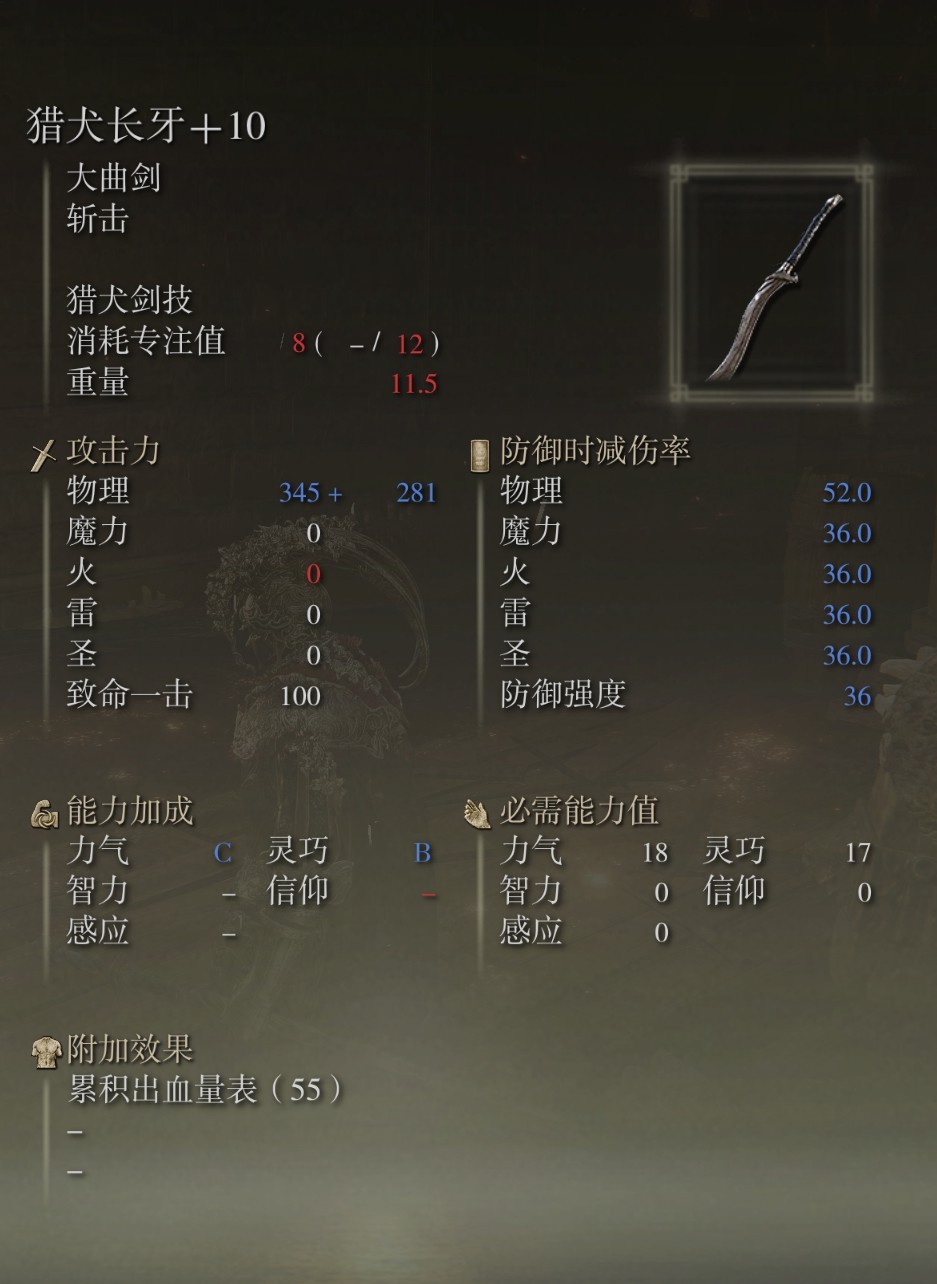 猎犬长牙+10
大曲剑
斩击
猎犬剑技
消耗专注值 8 ( – / 12 )
重量 11.5
攻击力
物理 345 + 281
魔力 0
火 0
雷 0
圣 0
致命一击 100
防御时减伤率
物理 52.0
魔力 36.0
火 36.0
雷 36.0
圣 36.0
防御强度 36
能力加成
力气 C 灵巧 B
智力 – 信仰 –
感应 –
必需能力值
力气 18 灵巧 17
智力 0 信仰 0
感应 0
附加效果
累积出血量表（55）
–
–